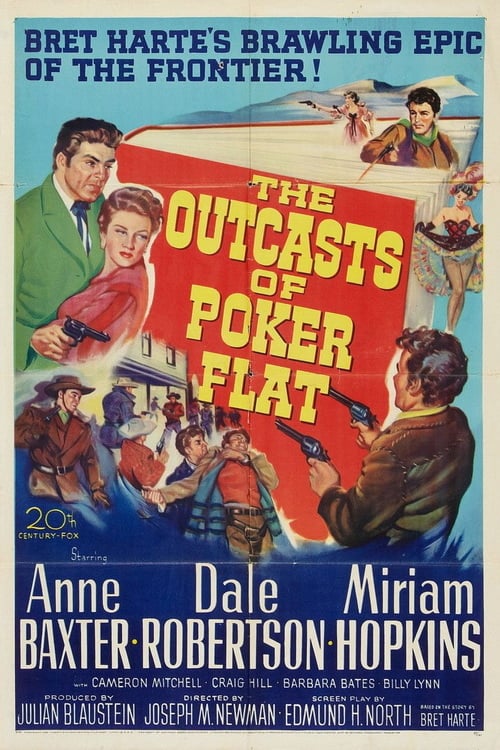 BRET HARTE'S BRAWLING EPIC
OF THE FRONTIER!
THE
OUTCASTS
OF
POKER
FLAT
20th
CENTURY-FOX
Starring
Anne Dale Miriam
BAXTER · ROBERTSON · HOPKINS
WITH CAMERON MITCHELL · CRAIG HILL · BARBARA BATES · BILLY LYNN
PRODUCED BY DIRECTED BY SCREEN PLAY BY BASED ON THE STORY BY
JULIAN BLAUSTEIN JOSEPH M. NEWMAN EDMUND H. NORTH BRET HARTE